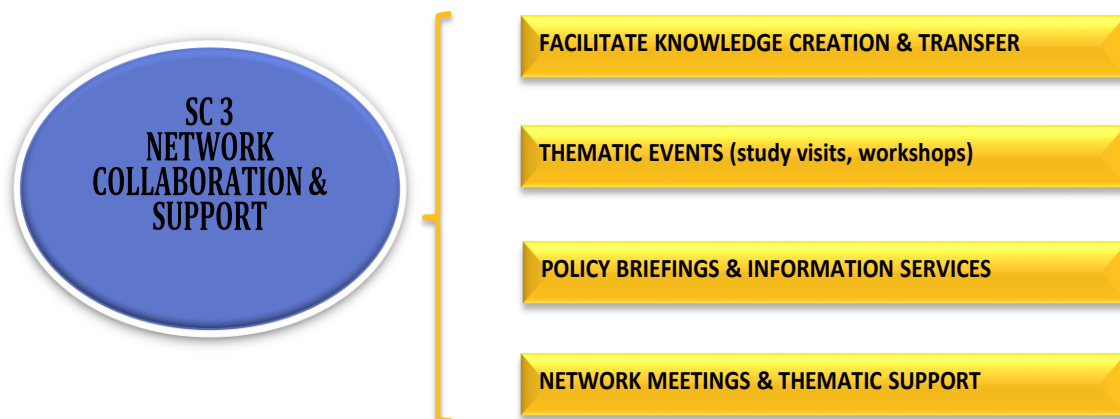 SC 3
NETWORK
COLLABORATION &
SUPPORT
FACILITATE KNOWLEDGE CREATION & TRANSFER
THEMATIC EVENTS (study visits, workshops)
POLICY BRIEFINGS & INFORMATION SERVICES
NETWORK MEETINGS & THEMATIC SUPPORT